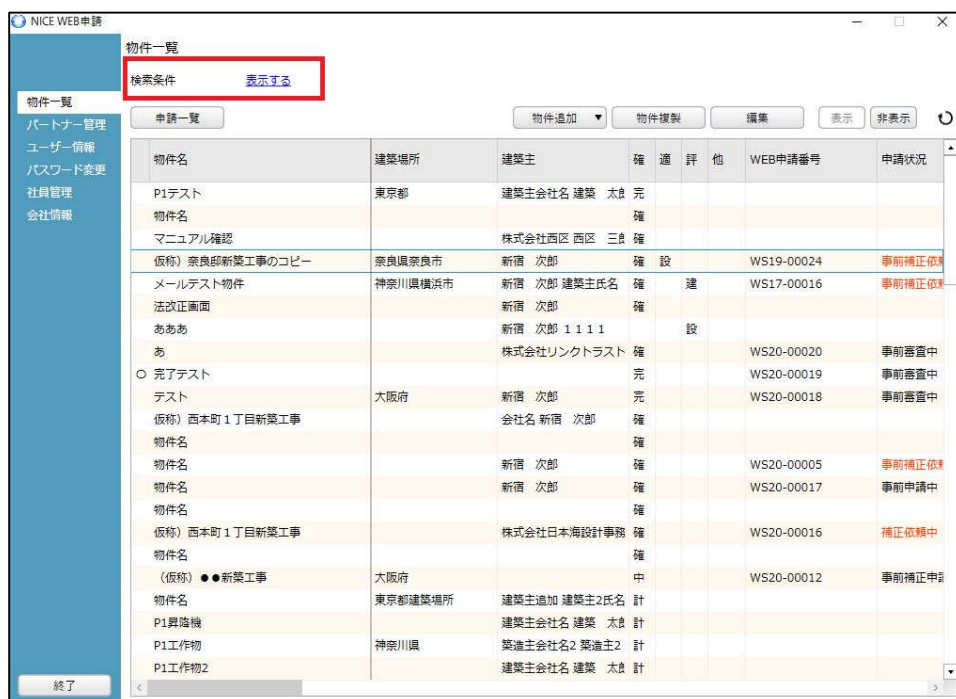 NICE WEB申請
物件一覧
検索条件 表示する
物件一覧
パートナー管理
ユーザー情報
パスワード変更
社員管理
会社情報
終了
申請一覧 物件追加 ▼ 物件複製 編集 表示 非表示
物件名 建築場所 建築主 確 適 評 他 WEB申請番号 申請状況
P1テスト 東京都 建築主会社名 建築 太郎 完
物件名 確
マニュアル確認 株式会社西区 西区 三郎 確
仮称）奈良邸新築工事のコピー 奈良県奈良市 新宿 次郎 確 設 WS19-00024 事前補正依頼
メールテスト物件 神奈川県横浜市 新宿 次郎 建築主氏名 確 建 WS17-00016 事前補正依頼
法改正画面 新宿 次郎 確
あああ 新宿 次郎 １１１１ 設
あ 株式会社リンクトラスト 確 WS20-00020 事前審査中
○ 完了テスト 完 WS20-00019 事前審査中
テスト 大阪府 新宿 次郎 完 WS20-00018 事前審査中
仮称）西本町１丁目新築工事 会社名 新宿 次郎 確
物件名 確
物件名 新宿 次郎 確 WS20-00005 事前補正依頼
物件名 新宿 次郎 確 WS20-00017 事前申請中
物件名 確
仮称）西本町１丁目新築工事 株式会社日本海設計事務 確 WS20-00016 補正依頼中
物件名 確
（仮称）●●新築工事 大阪府 中 WS20-00012 事前補正申請
物件名 東京都建築場所 建築主追加 建築主2氏名 計
P1昇降機 建築主会社名 建築 太郎 計
P1工作物 神奈川県 築造主会社名2 築造主2 計
P1工作物2 建築主会社名 建築 太郎 計